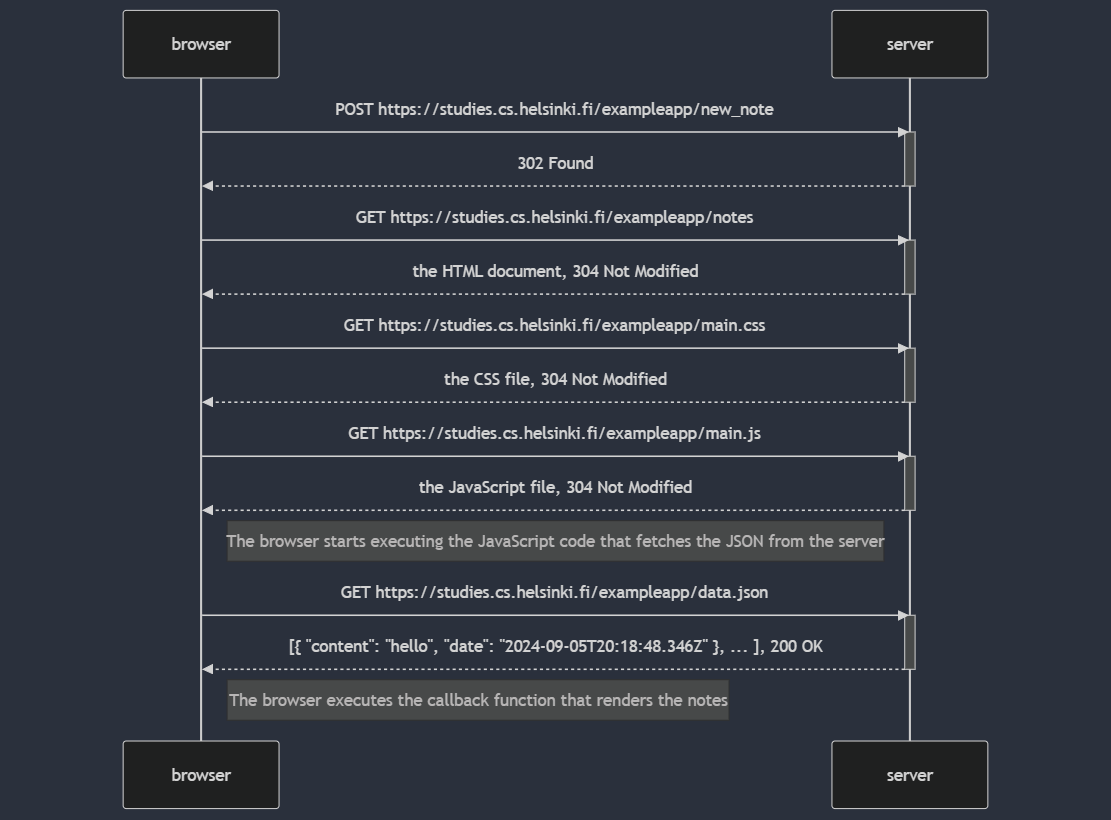 browser
server
POST https://studies.cs.helsinki.fi/exampleapp/new_note
302 Found
GET https://studies.cs.helsinki.fi/exampleapp/notes
the HTML document, 304 Not Modified
GET https://studies.cs.helsinki.fi/exampleapp/main.css
the CSS file, 304 Not Modified
GET https://studies.cs.helsinki.fi/exampleapp/main.js
the JavaScript file, 304 Not Modified
The browser starts executing the JavaScript code that fetches the JSON from the server
GET https://studies.cs.helsinki.fi/exampleapp/data.json
[{ "content": "hello", "date": "2024-09-05T20:18:48.346Z" }, ... ], 200 OK
The browser executes the callback function that renders the notes
browser
server